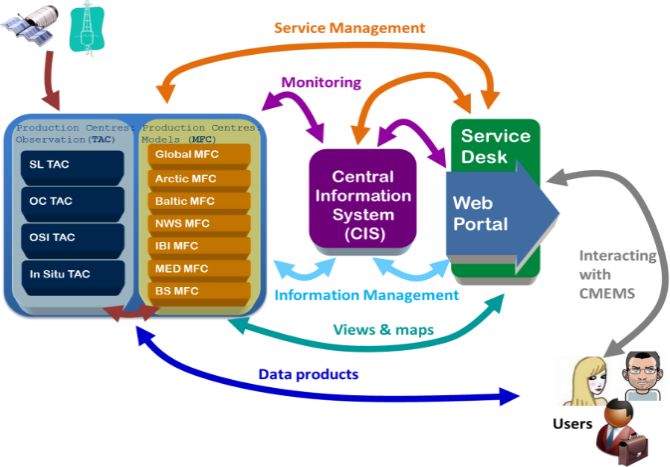 Service Management
Monitoring
Production Centres:
Observation(TAC)
SL TAC
OC TAC
OSI TAC
In Situ TAC
Production Centres:
Models (MFC)
Global MFC
Arctic MFC
Baltic MFC
NWS MFC
IBI MFC
MED MFC
BS MFC
Central
Information
System
(CIS)
Service
Desk
Web
Portal
Interacting
with
CMEMS
Information Management
Views & maps
Data products
Users